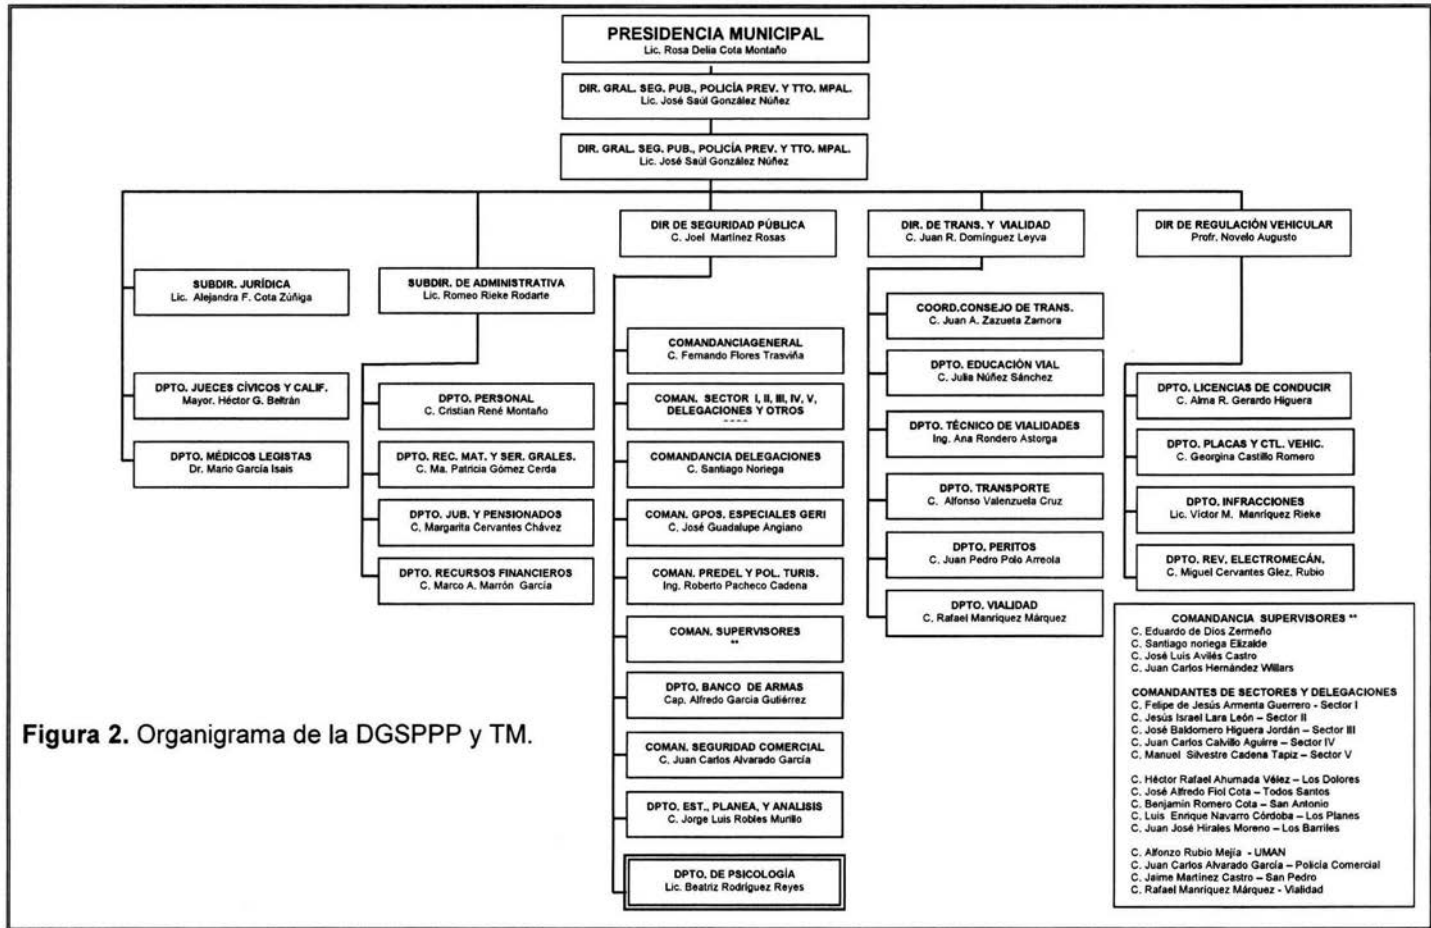 PRESIDENCIA MUNICIPAL
Lic. Rosa Delia Cota Montaño
DIR. GRAL. SEG. PUB., POLICÍA PREV. Y TTO. MPAL.
Lic. José Saúl González Núñez
DIR. GRAL. SEG. PUB., POLICÍA PREV. Y TTO. MPAL.
Lic. José Saúl González Núñez
SUBDIR. JURÍDICA
Lic. Alejandra F. Cota Zúñiga
DPTO. JUECES CÍVICOS Y CALIF.
Mayor. Héctor G. Beltrán
DPTO. MÉDICOS LEGISTAS
Dr. Mario García Isais
SUBDIR. DE ADMINISTRATIVA
Lic. Romeo Rieke Rodarte
DPTO. PERSONAL
C. Cristian René Montaño
DPTO. REC. MAT. Y SER. GRALES.
C. Ma. Patricia Gómez Cerda
DPTO. JUB. Y PENSIONADOS
C, Margarita Cervantes Chávez
DPTO. RECURSOS FINANCIEROS
C. Marco A. Marrón García
DIR DE SEGURIDAD PÚBLICA
C. Joel Martínez Rosas
COMANDANCIAGENERAL
C. Fernando Flores Trasviña
COMAN. SECTOR I, II, III, IV, V,
DELEGACIONES Y OTROS
----
COMANDANCIA DELEGACIONES
C. Santiago Noriega
COMAN. GPOS. ESPECIALES GERI
C. José Guadalupe Angiano
COMAN. PREDEL Y POL. TURIS.
Ing. Roberto Pacheco Cadena
COMAN. SUPERVISORES
**
DPTO. BANCO DE ARMAS
Cap. Alfredo García Gutiérrez
COMAN. SEGURIDAD COMERCIAL
C. Juan Carlos Alvarado García
DPTO. EST., PLANEA, Y ANALISIS
C. Jorge Luis Robles Murillo
DPTO. DE PSICOLOGÍA
Lic. Beatriz Rodríguez Reyes
DIR. DE TRANS. Y VIALIDAD
C. Juan R. Domínguez Leyva
COORD.CONSEJO DE TRANS.
C. Juan A. Zazueta Zamora
DPTO. EDUCACIÓN VIAL
C. Julia Núñez Sánchez
DPTO. TÉCNICO DE VIALIDADES
Ing. Ana Rondero Astorga
DPTO. TRANSPORTE
C. Alfonso Valenzuela Cruz
DPTO. PERITOS
C. Juan Pedro Polo Arreola
DPTO. VIALIDAD
C. Rafael Manríquez Márquez
DIR DE REGULACIÓN VEHICULAR
Profr. Novelo Augusto
DPTO. LICENCIAS DE CONDUCIR
C. Alma R. Gerardo Higuera
DPTO. PLACAS Y CTL. VEHIC.
C. Georgina Castillo Romero
DPTO. INFRACCIONES
Lic. Víctor M. Manríquez Rieke
DPTO. REV. ELECTROMECÁN.
C. Miguel Cervantes Glez. Rubio
COMANDANCIA SUPERVISORES **
C. Eduardo de Dios Zermeño
C. Santiago noriega Elizalde
C. José Luis Avilés Castro
C. Juan Carlos Hernández Willars
COMANDANTES DE SECTORES Y DELEGACIONES
C. Felipe de Jesús Armenta Guerrero - Sector I
C. Jesús Israel Lara León – Sector II
C. José Baldomero Higuera Jordán – Sector III
C. Juan Carlos Calvillo Aguirre – Sector IV
C. Manuel Silvestre Cadena Tapiz – Sector V
C. Héctor Rafael Ahumada Vélez – Los Dolores
C. José Alfredo Fiol Cota – Todos Santos
C. Benjamín Romero Cota – San Antonio
C. Luis Enrique Navarro Córdoba – Los Planes
C. Juan José Hirales Moreno – Los Barriles
C. Alfonzo Rubio Mejía - UMAN
C. Juan Carlos Alvarado García – Policía Comercial
C. Jaime Martínez Castro – San Pedro
C. Rafael Manríquez Márquez - Vialidad
Figura 2. Organigrama de la DGSPPP y TM.